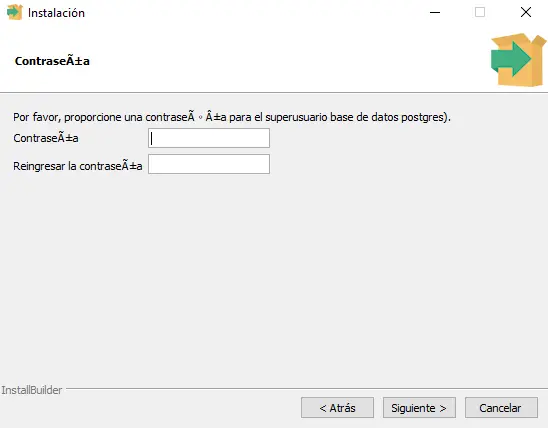 Instalación
ContraseÃ±a
Por favor, proporcione una contraseÃ◦Â±a para el superusuario base de datos postgres).
ContraseÃ±a
Reingresar la contraseÃ±a
InstallBuilder
< Atrás
Siguiente >
Cancelar